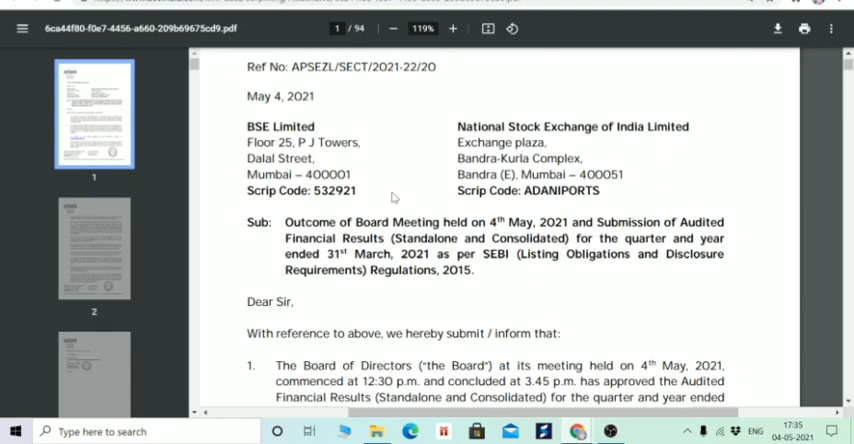 6ca44f80-f0e7-4456-a660-209b69675cd9.pdf
1 / 94
119%
Ref No: APSEZL/SECT/2021-22/20
May 4, 2021
BSE Limited
Floor 25, P J Towers,
Dalal Street,
Mumbai – 400001
Scrip Code: 532921
National Stock Exchange of India Limited
Exchange plaza,
Bandra-Kurla Complex,
Bandra (E), Mumbai – 400051
Scrip Code: ADANIPORTS
Sub: Outcome of Board Meeting held on 4th May, 2021 and Submission of Audited
Financial Results (Standalone and Consolidated) for the quarter and year
ended 31st March, 2021 as per SEBI (Listing Obligations and Disclosure
Requirements) Regulations, 2015.
Dear Sir,
With reference to above, we hereby submit / inform that:
1. The Board of Directors ("the Board") at its meeting held on 4th May, 2021,
commenced at 12:30 p.m. and concluded at 3.45 p.m. has approved the Audited
Financial Results (Standalone and Consolidated) for the quarter and year ended
1
2
Type here to search
ENG
17:35
04-05-2021